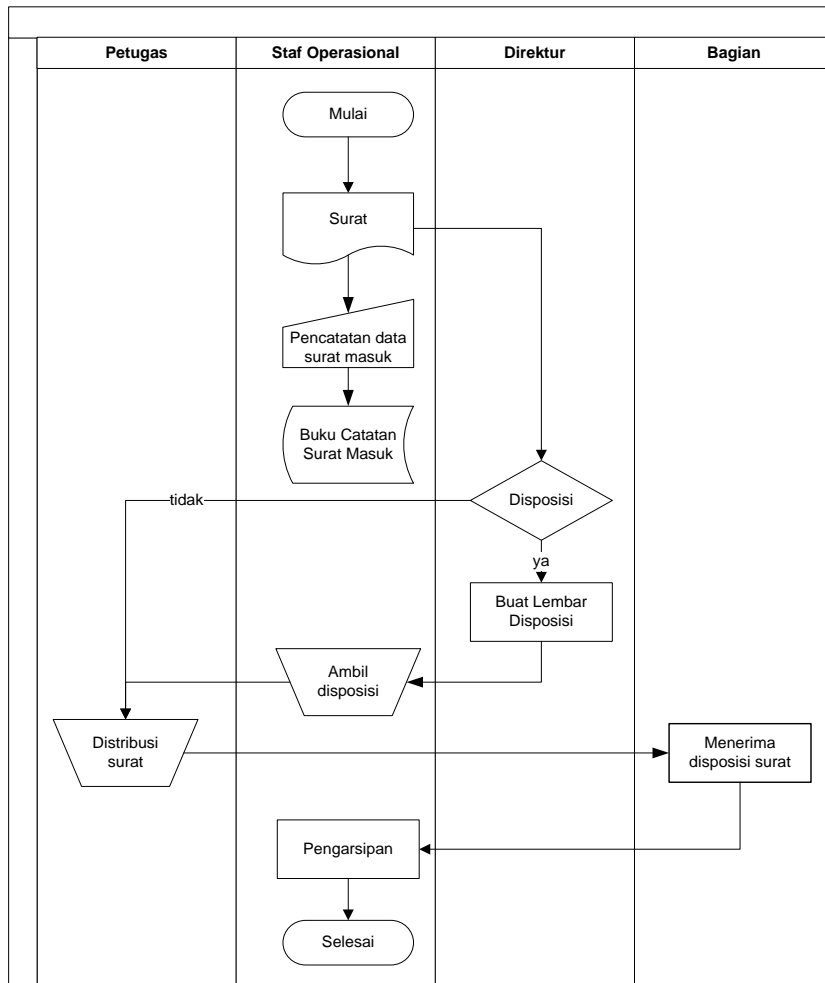 Petugas
Staf Operasional
Direktur
Bagian
Mulai
Surat
Pencatatan data
surat masuk
Buku Catatan
Surat Masuk
tidak
Disposisi
ya
Buat Lembar
Disposisi
Ambil
disposisi
Distribusi
surat
Menerima
disposisi surat
Pengarsipan
Selesai